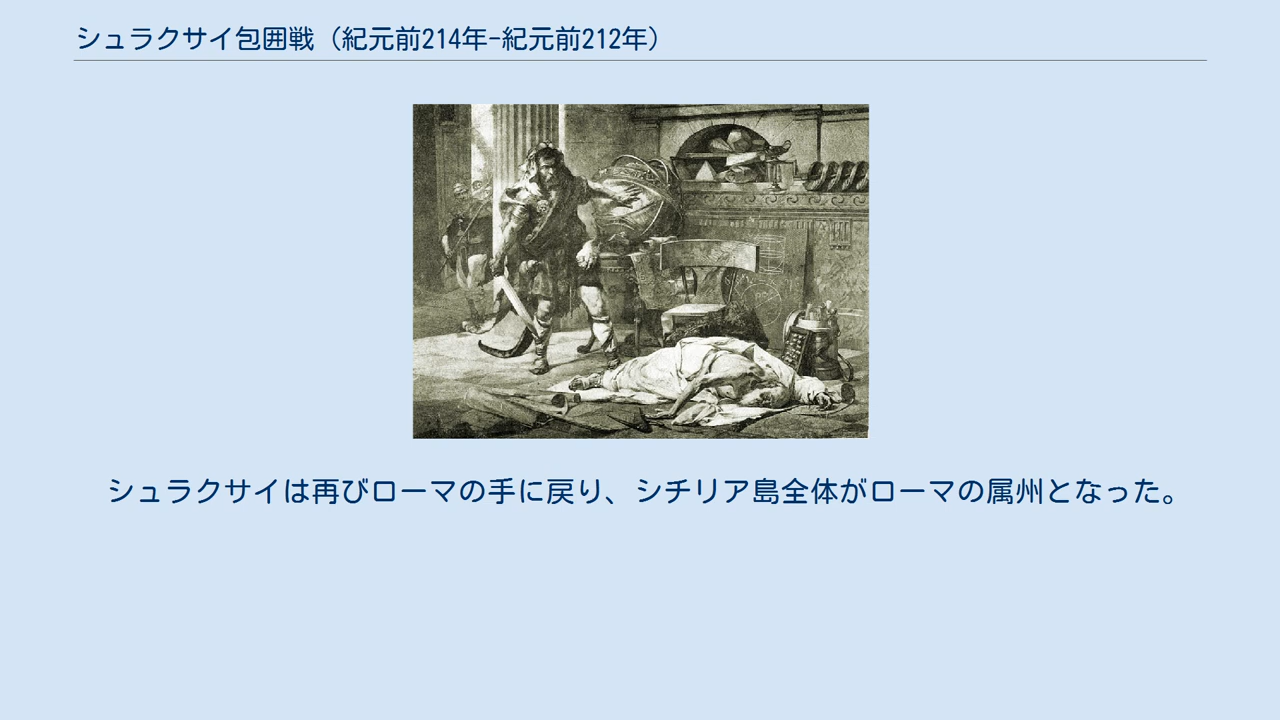 シュラクサイ包囲戦（紀元前214年-紀元前212年）
シュラクサイは再びローマの手に戻り、シチリア島全体がローマの属州となった。